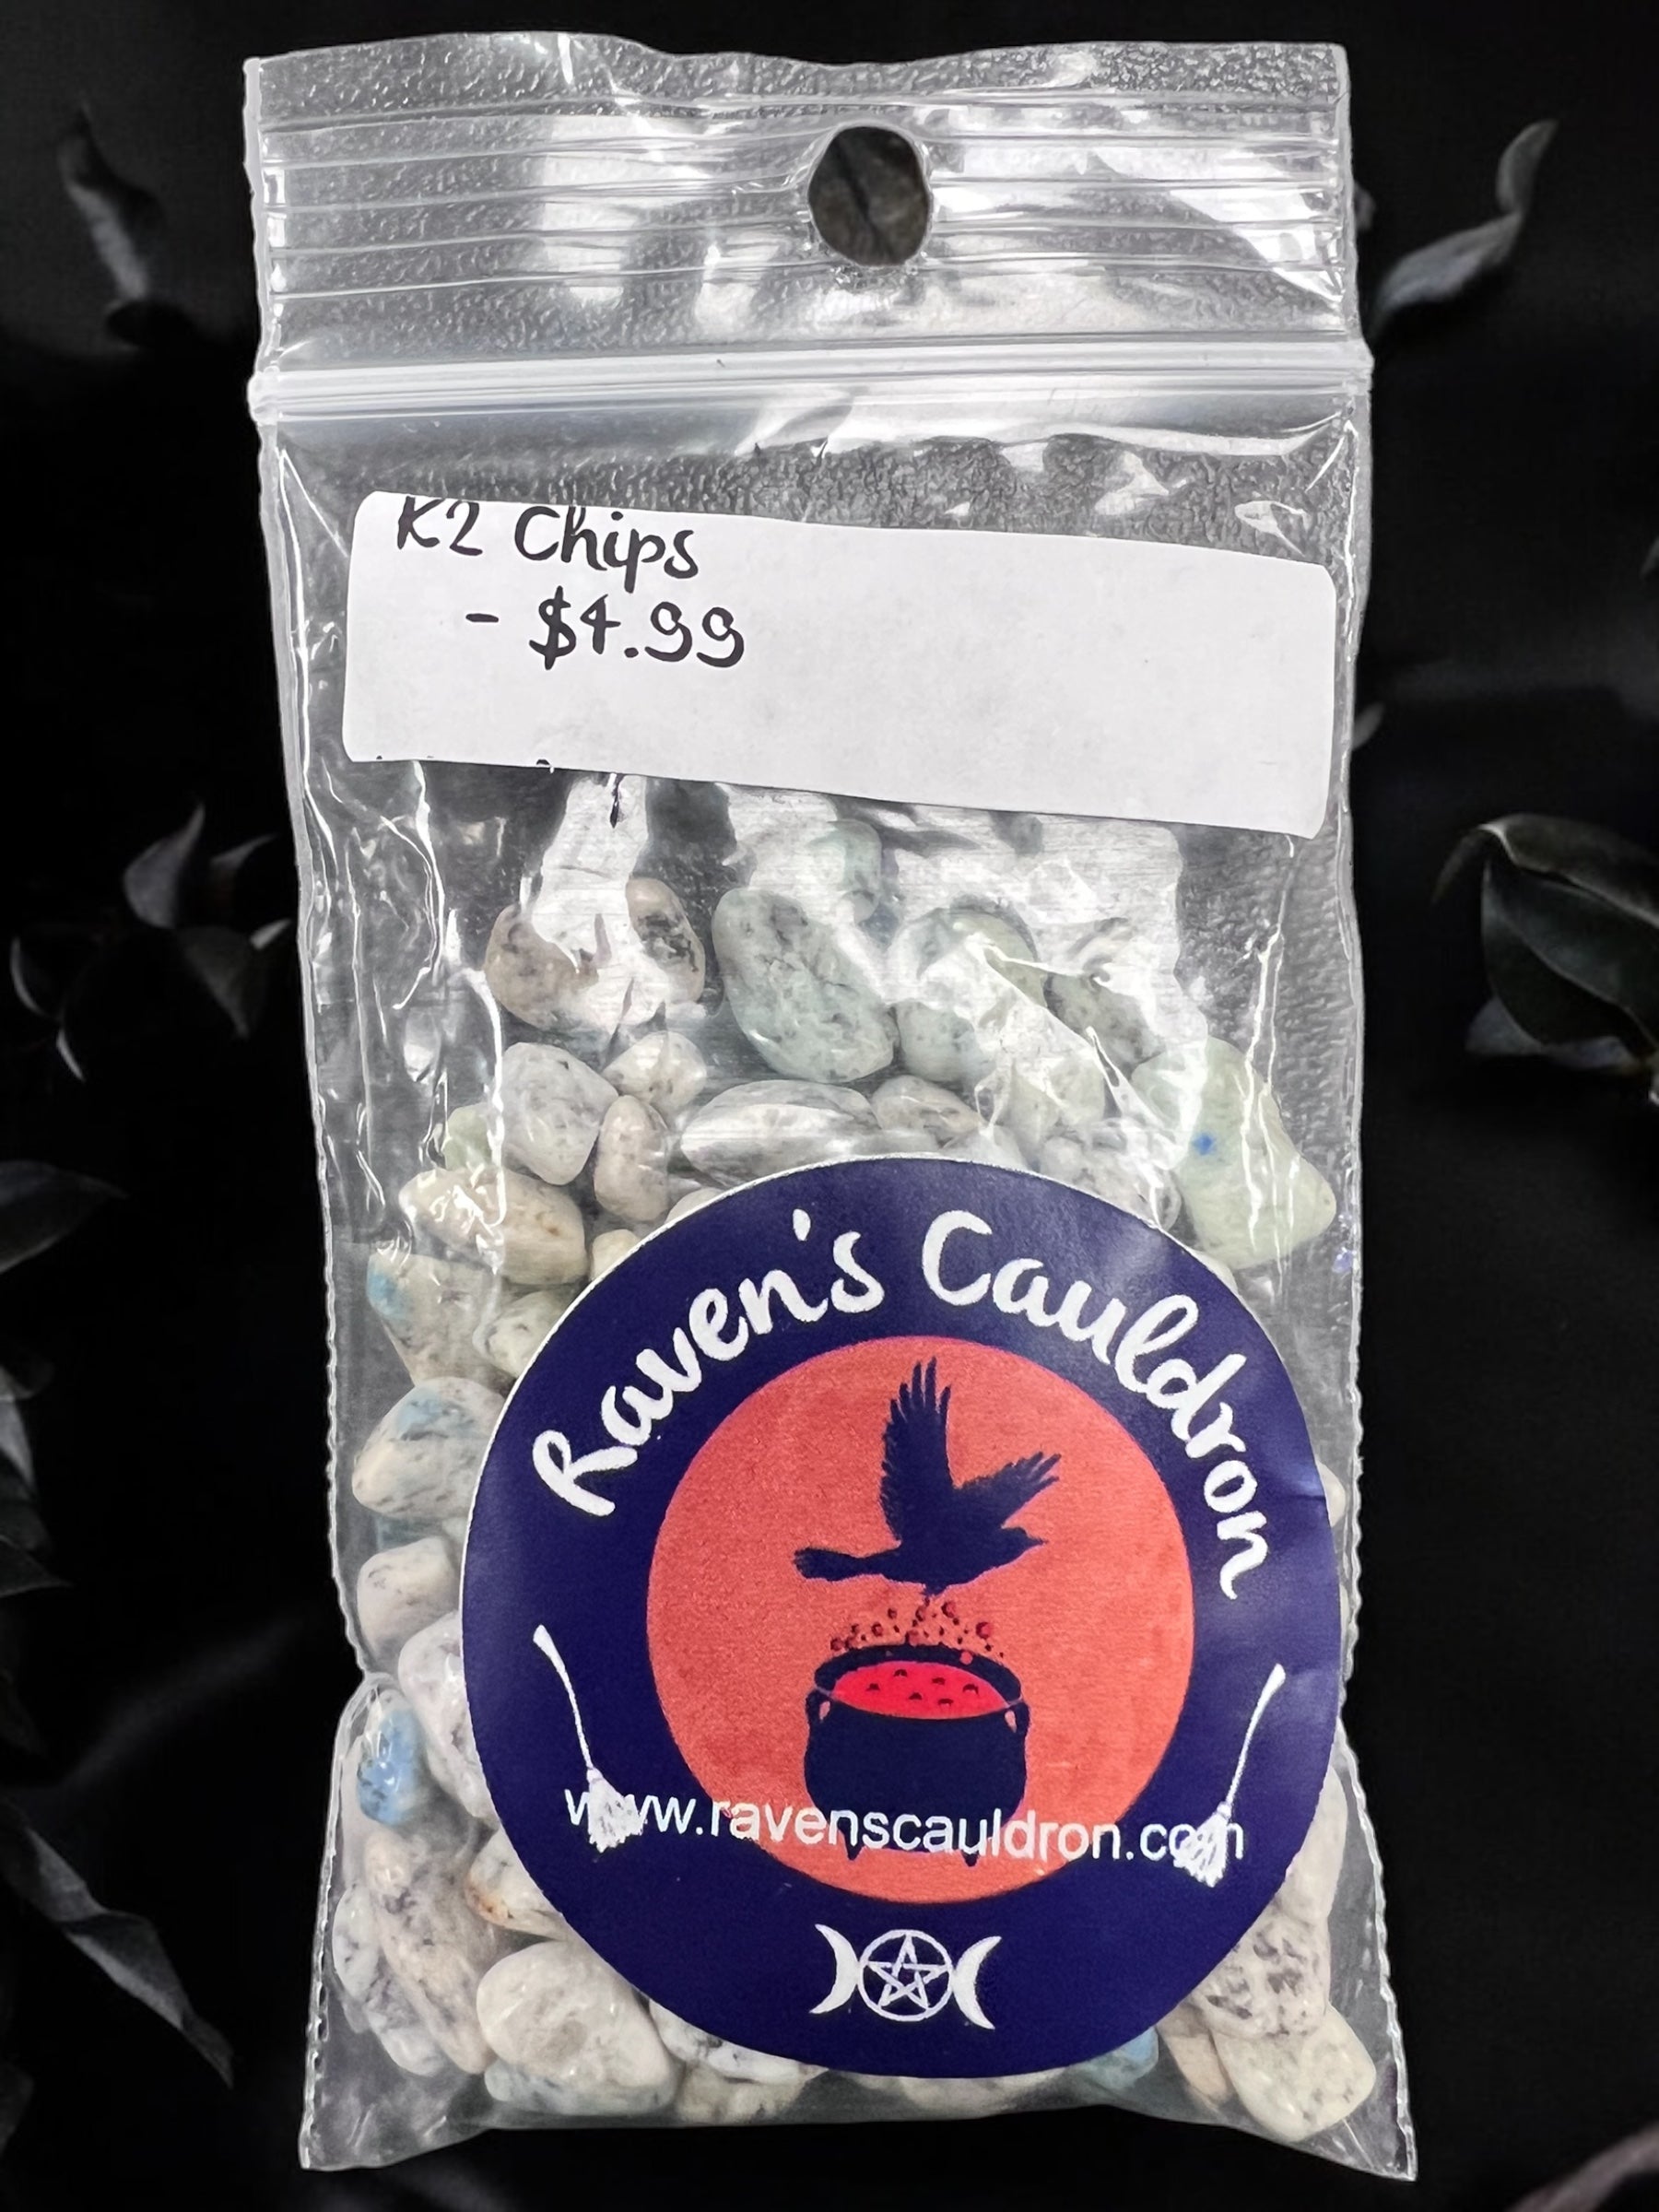 K2 Chips
- $4.99
Raven's Cauldron
www.ravenscauldron.com